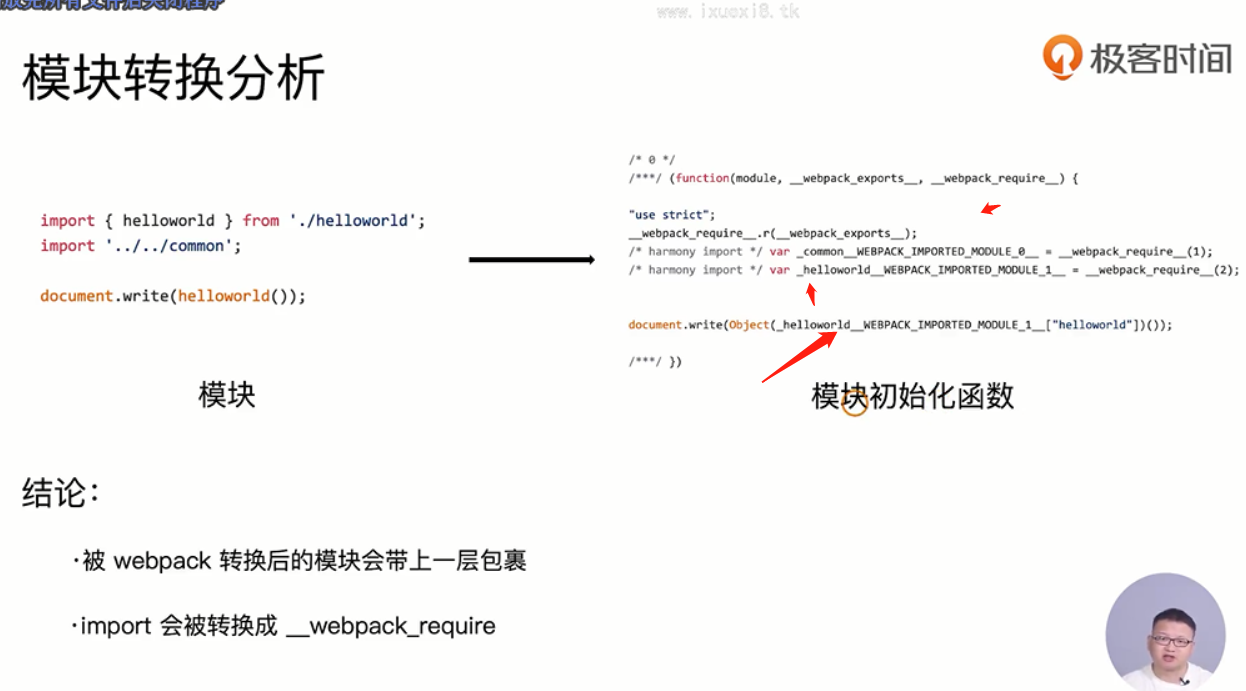 www.ixuexi8.tk
模块转换分析
极客时间
import { helloworld } from './helloworld';
import '../../common';
document.write(helloworld());
模块
/* 0 */
/***/ (function(module, __webpack_exports__, __webpack_require__) {
"use strict";
__webpack_require__.r(__webpack_exports__);
/* harmony import */ var _common__WEBPACK_IMPORTED_MODULE_0__ = __webpack_require__(1);
/* harmony import */ var _helloworld__WEBPACK_IMPORTED_MODULE_1__ = __webpack_require__(2);
document.write(Object(_helloworld__WEBPACK_IMPORTED_MODULE_1__["helloworld"])());
/***/ })
模块初始化函数
结论：
·被 webpack 转换后的模块会带上一层包裹
·import 会被转换成 __webpack_require